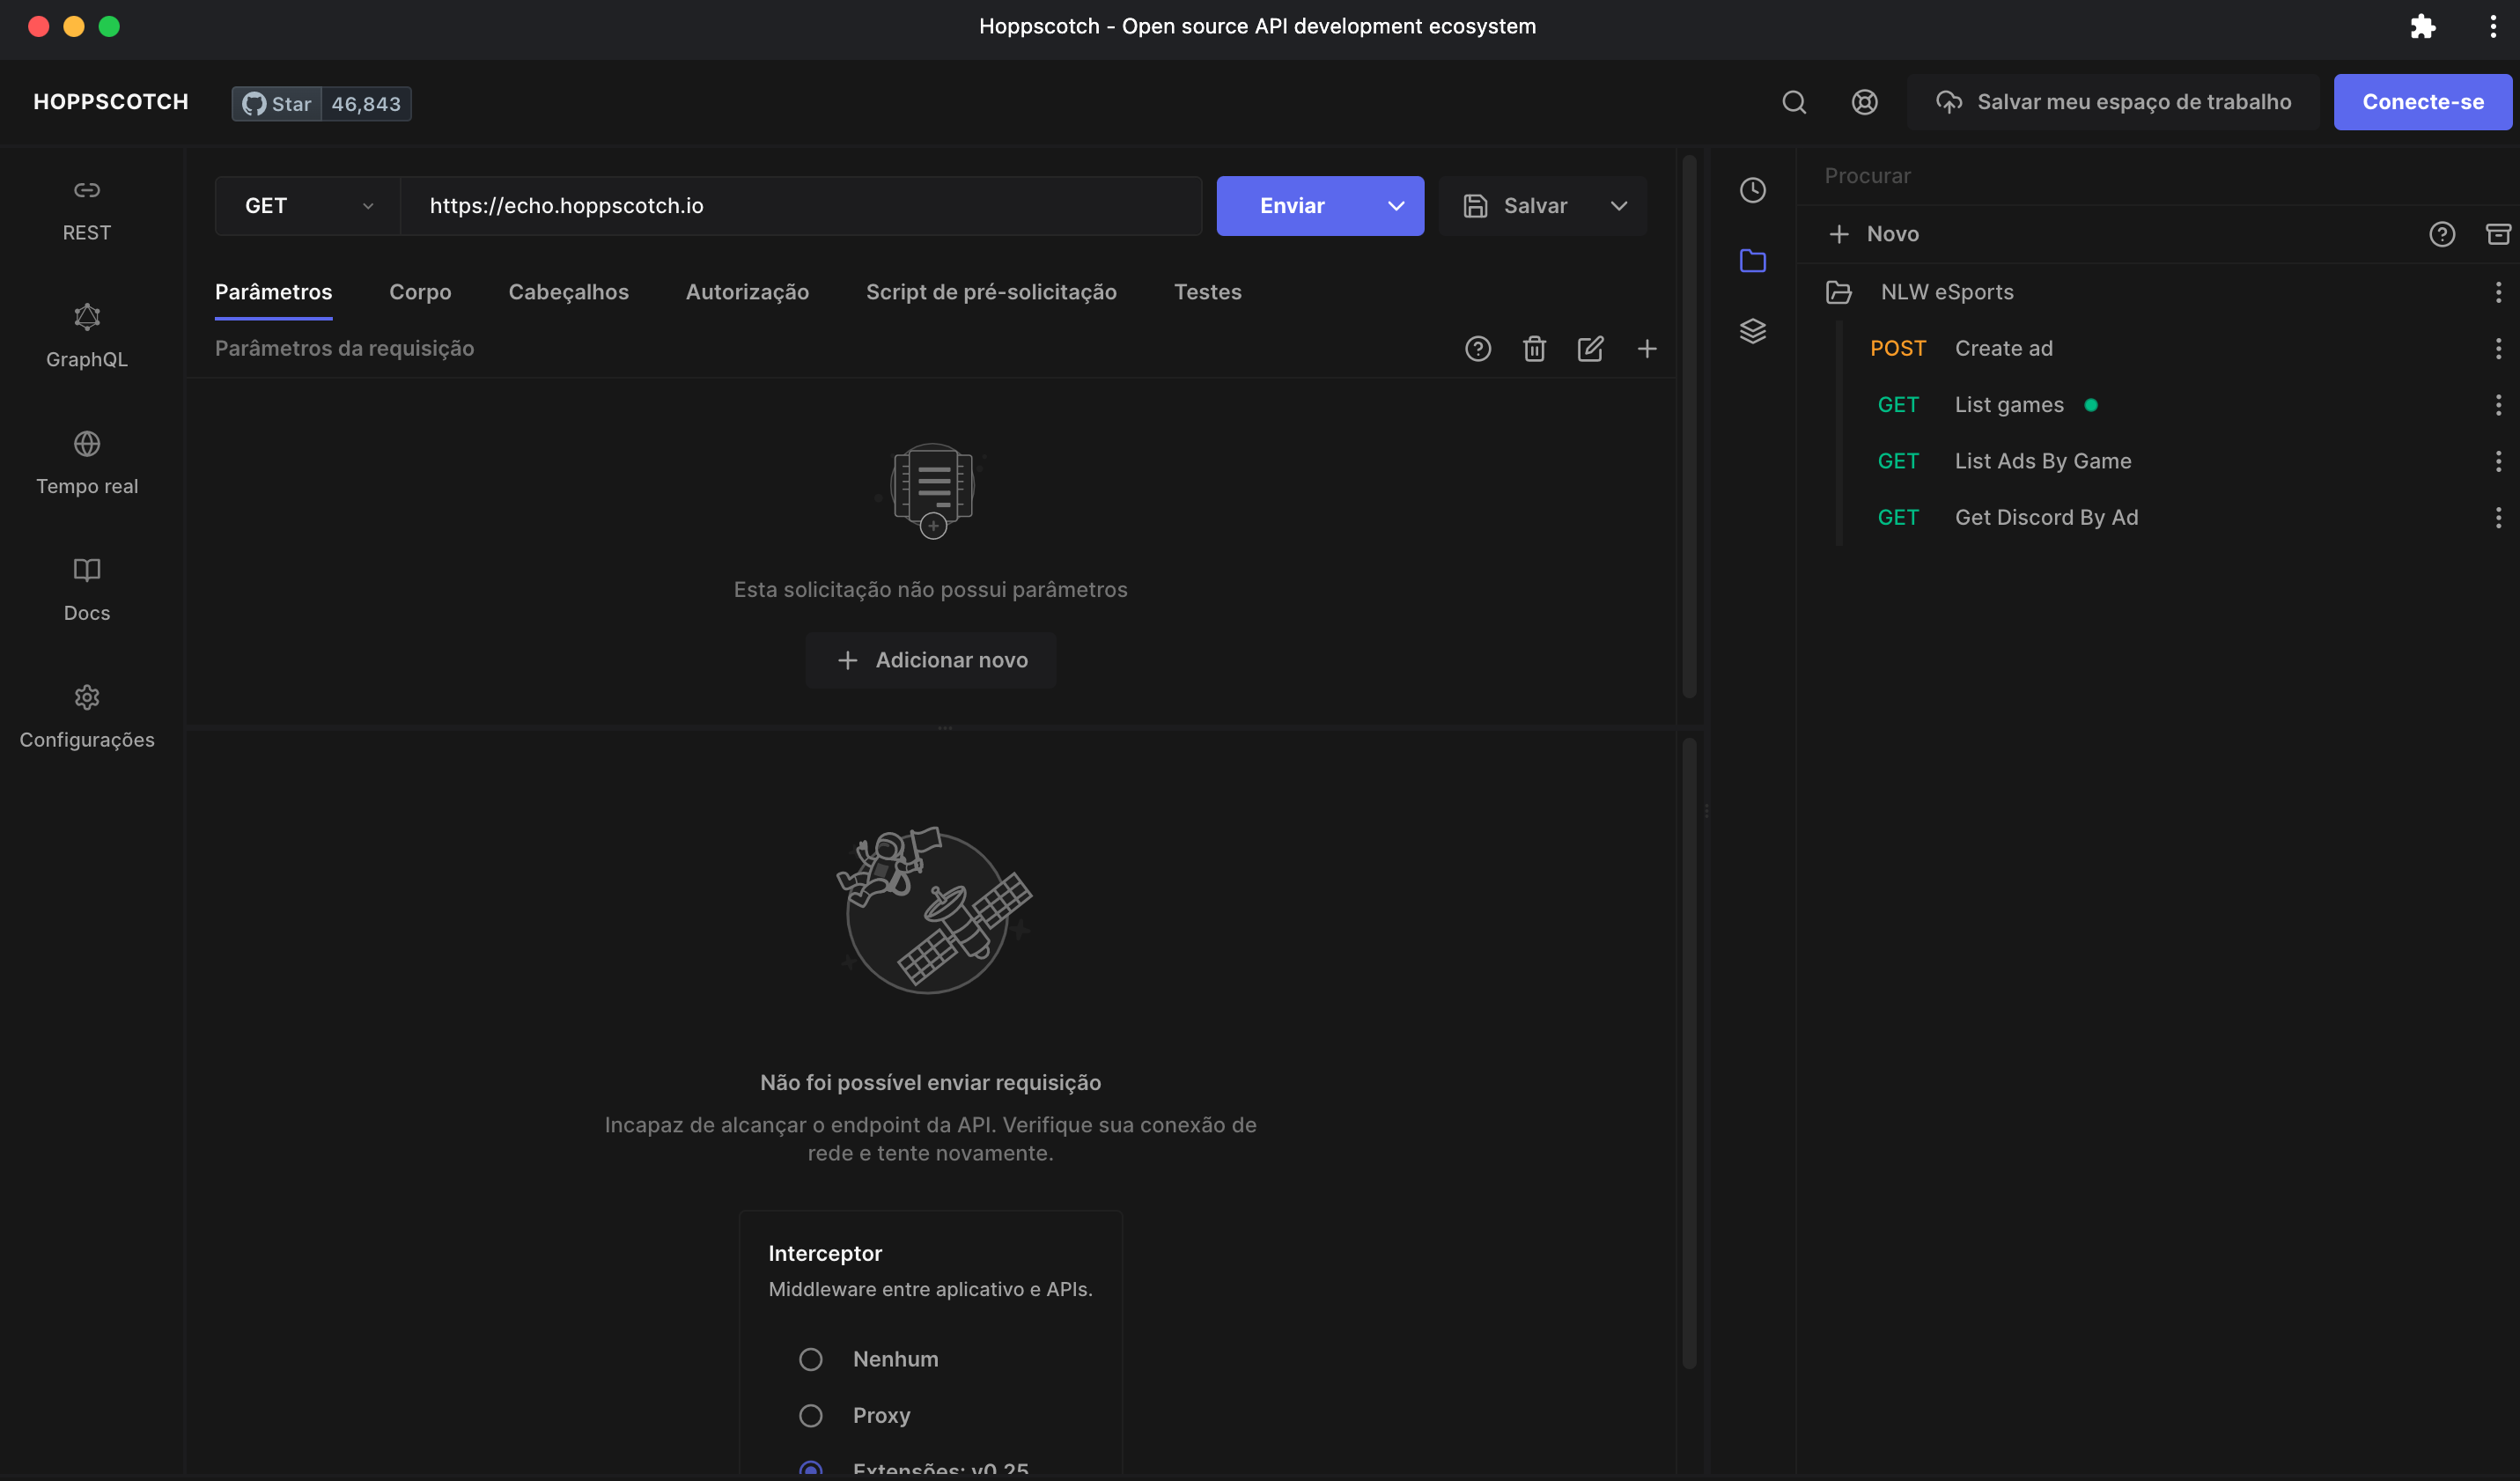 Hoppscotch - Open source API development ecosystem
HOPPSCOTCH
Star 46,843
Salvar meu espaço de trabalho
Conecte-se
REST
GraphQL
Tempo real
Docs
Configurações
GET
https://echo.hoppscotch.io
Enviar
Salvar
Parâmetros Corpo Cabeçalhos Autorização Script de pré-solicitação Testes
Parâmetros da requisição
Esta solicitação não possui parâmetros
Adicionar novo
Não foi possível enviar requisição
Incapaz de alcançar o endpoint da API. Verifique sua conexão de
rede e tente novamente.
Interceptor
Middleware entre aplicativo e APIs.
Nenhum
Proxy
Extensões: v0.25
Procurar
Novo
NLW eSports
POST Create ad
GET List games
GET List Ads By Game
GET Get Discord By Ad